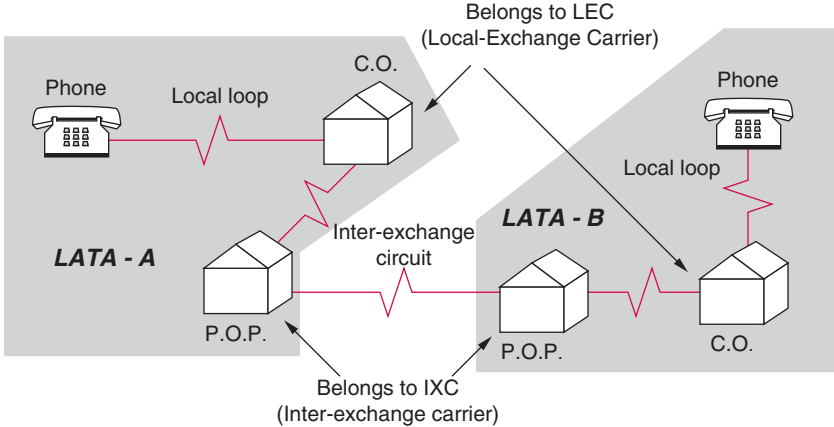 Belongs to LEC
(Local-Exchange Carrier)
C.O.
Phone
Local loop
Phone
Local loop
LATA - B
Inter-exchange
circuit
LATA - A
P.O.P.
P.O.P.
C.O.
Belongs to IXC
(Inter-exchange carrier)